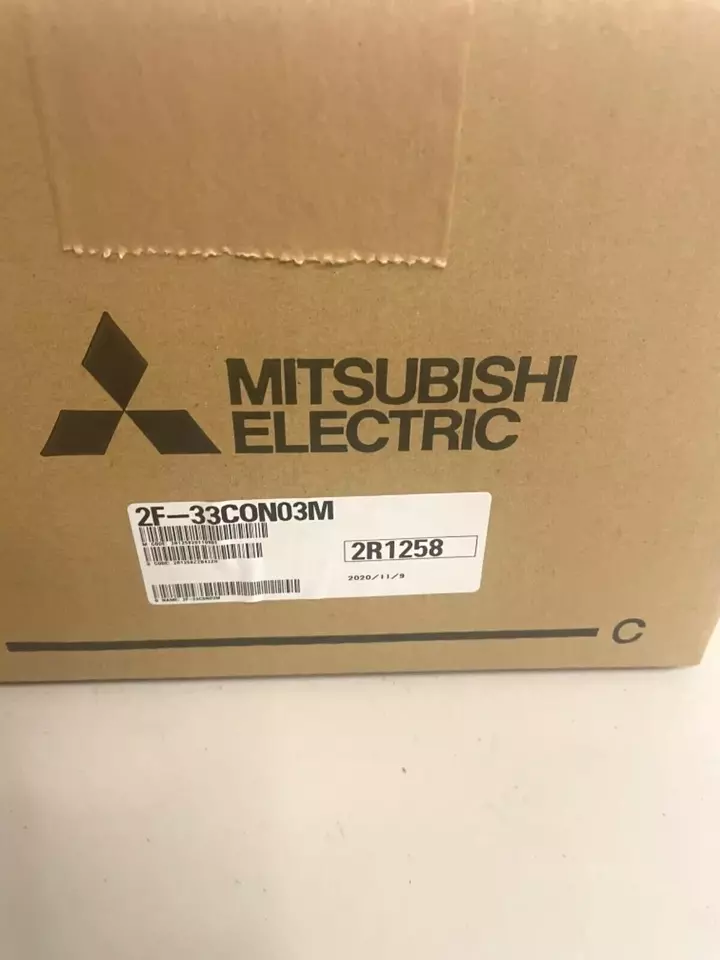 MITSUBISHI
ELECTRIC
2F-33CON03M
2R1258
2020/11/9
C